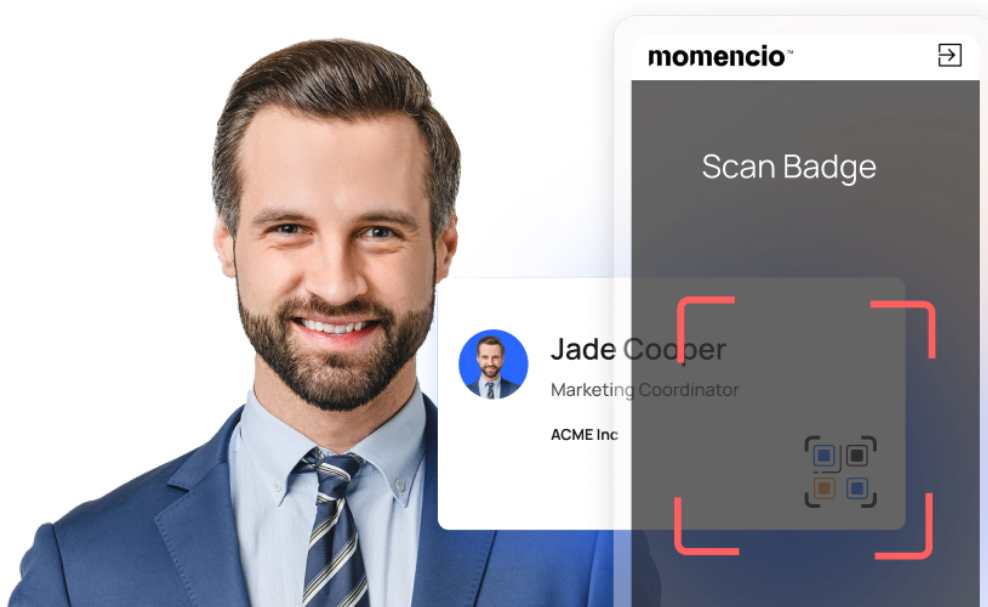 momencio™
Scan Badge
Jade Cooper
Marketing Coordinator
ACME Inc